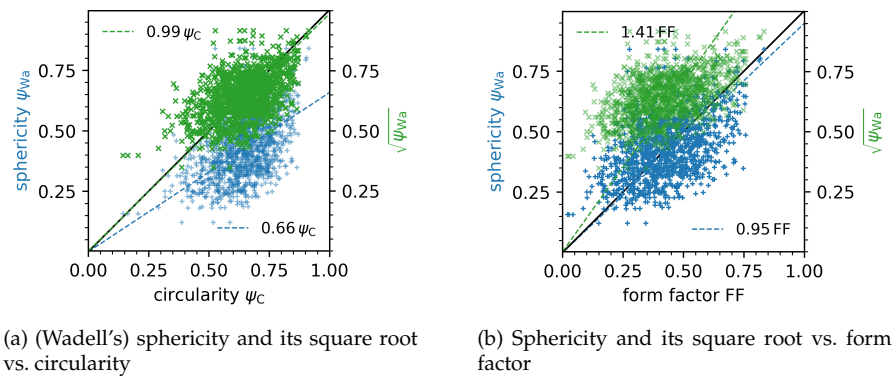 0.99 ψC
1.41 FF
0.75
0.75
0.75
0.75
sphericity ψWa
√ψWa
sphericity ψWa
√ψWa
0.50
0.50
0.50
0.50
0.25
0.25
0.25
0.25
0.66 ψC
0.95 FF
0.00 0.25 0.50 0.75 1.00
0.00 0.25 0.50 0.75 1.00
circularity ψC
form factor FF
(a) (Wadell's) sphericity and its square root
vs. circularity
(b) Sphericity and its square root vs. form
factor